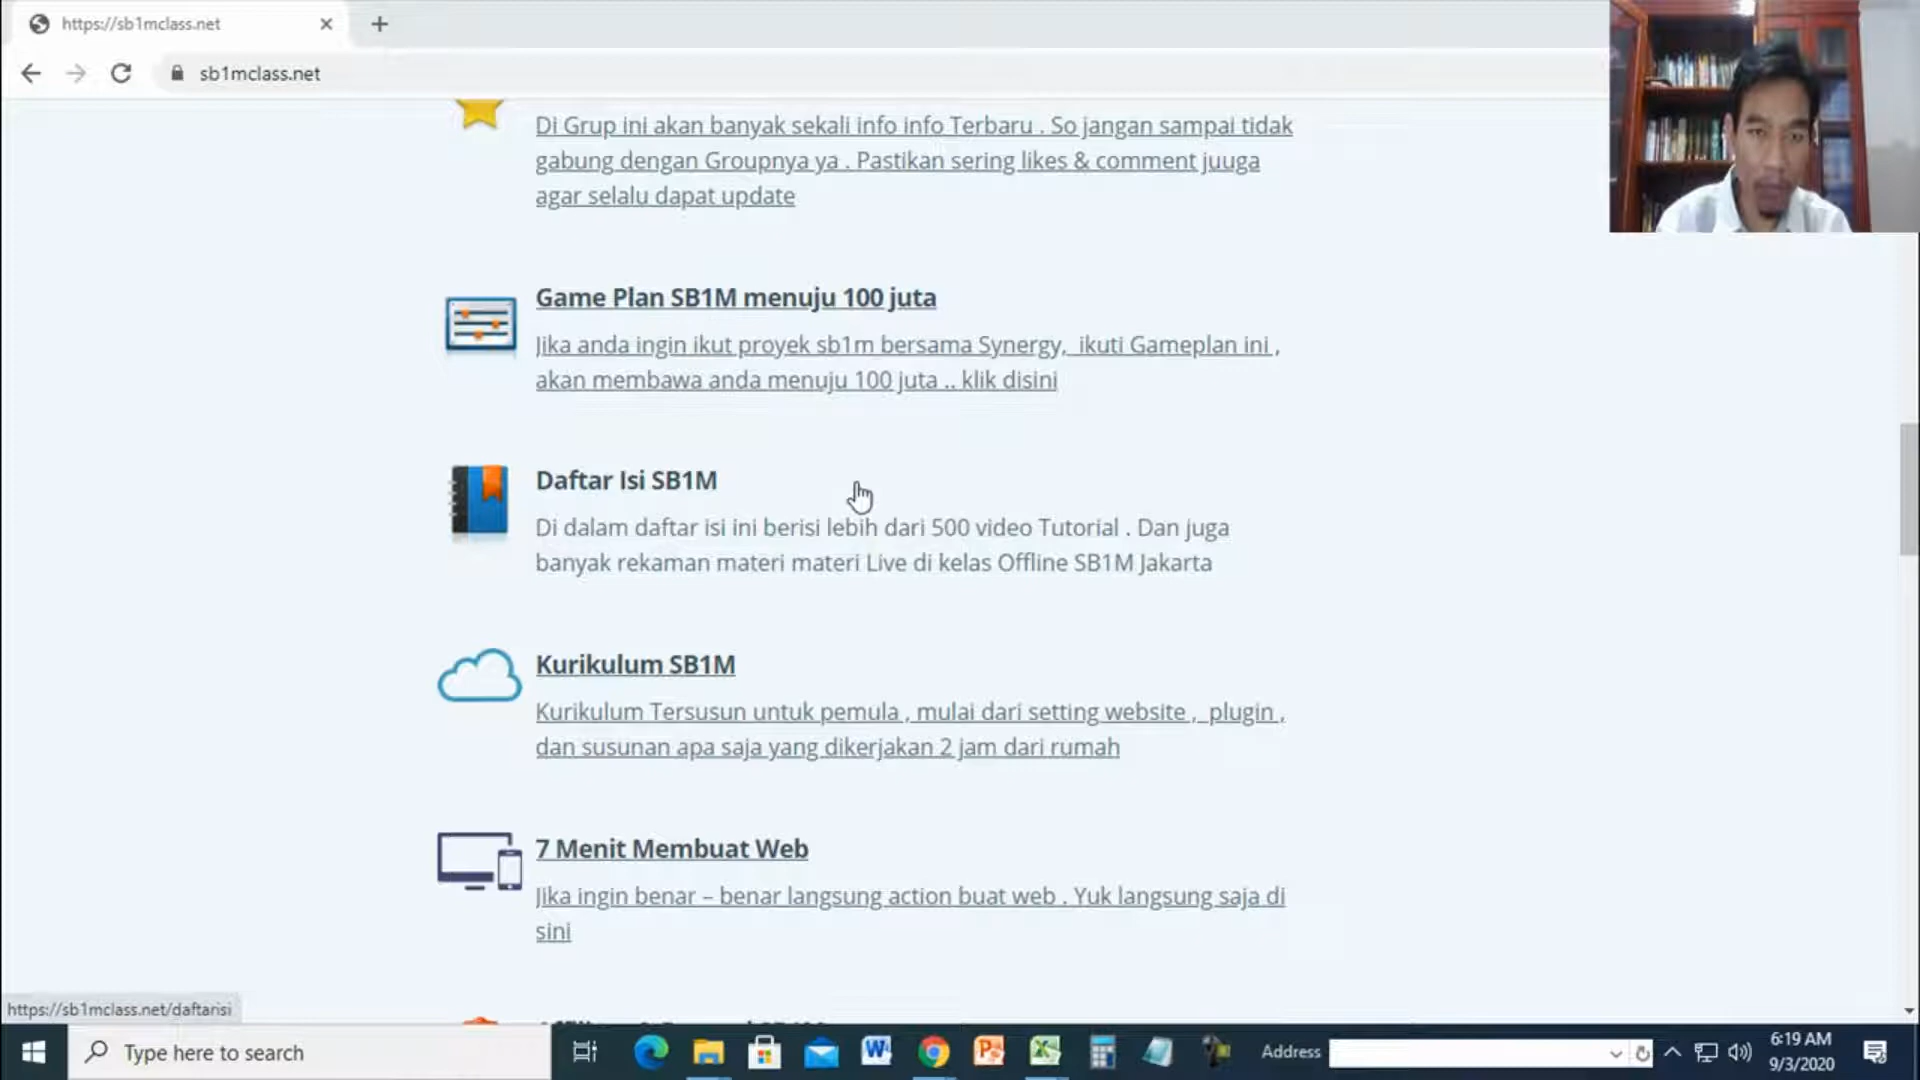 https://sb1mclass.net
sb1mclass.net
Di Grup ini akan banyak sekali info info Terbaru . So jangan sampai tidak
gabung dengan Groupnya ya . Pastikan sering likes & comment juuga
agar selalu dapat update
Game Plan SB1M menuju 100 juta
Jika anda ingin ikut proyek sb1m bersama Synergy, ikuti Gameplan ini ,
akan membawa anda menuju 100 juta .. klik disini
Daftar Isi SB1M
Di dalam daftar isi ini berisi lebih dari 500 video Tutorial . Dan juga
banyak rekaman materi materi Live di kelas Offline SB1M Jakarta
Kurikulum SB1M
Kurikulum Tersusun untuk pemula , mulai dari setting website , plugin ,
dan susunan apa saja yang dikerjakan 2 jam dari rumah
7 Menit Membuat Web
Jika ingin benar – benar langsung action buat web . Yuk langsung saja di
sini
https://sb1mclass.net/daftarisi
Type here to search
Address
6:19 AM
9/3/2020